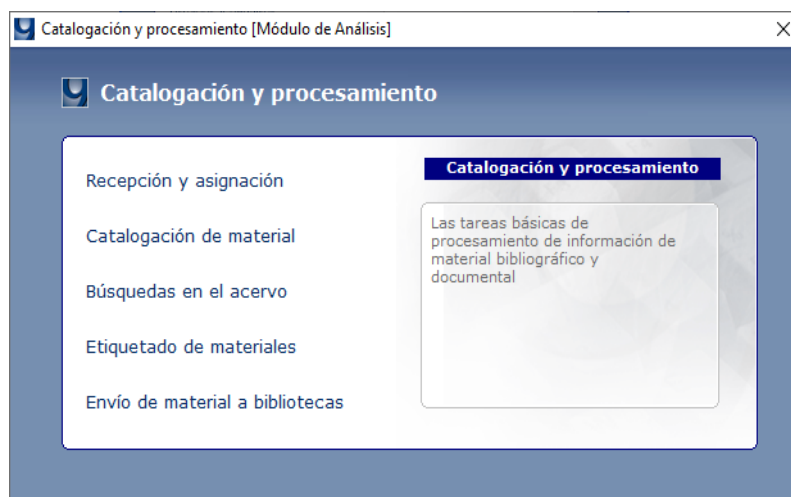 Catalogación y procesamiento [Módulo de Análisis]
Catalogación y procesamiento
Recepción y asignación
Catalogación de material
Búsquedas en el acervo
Etiquetado de materiales
Envío de material a bibliotecas
Catalogación y procesamiento
Las tareas básicas de
procesamiento de información de
material bibliográfico y
documental